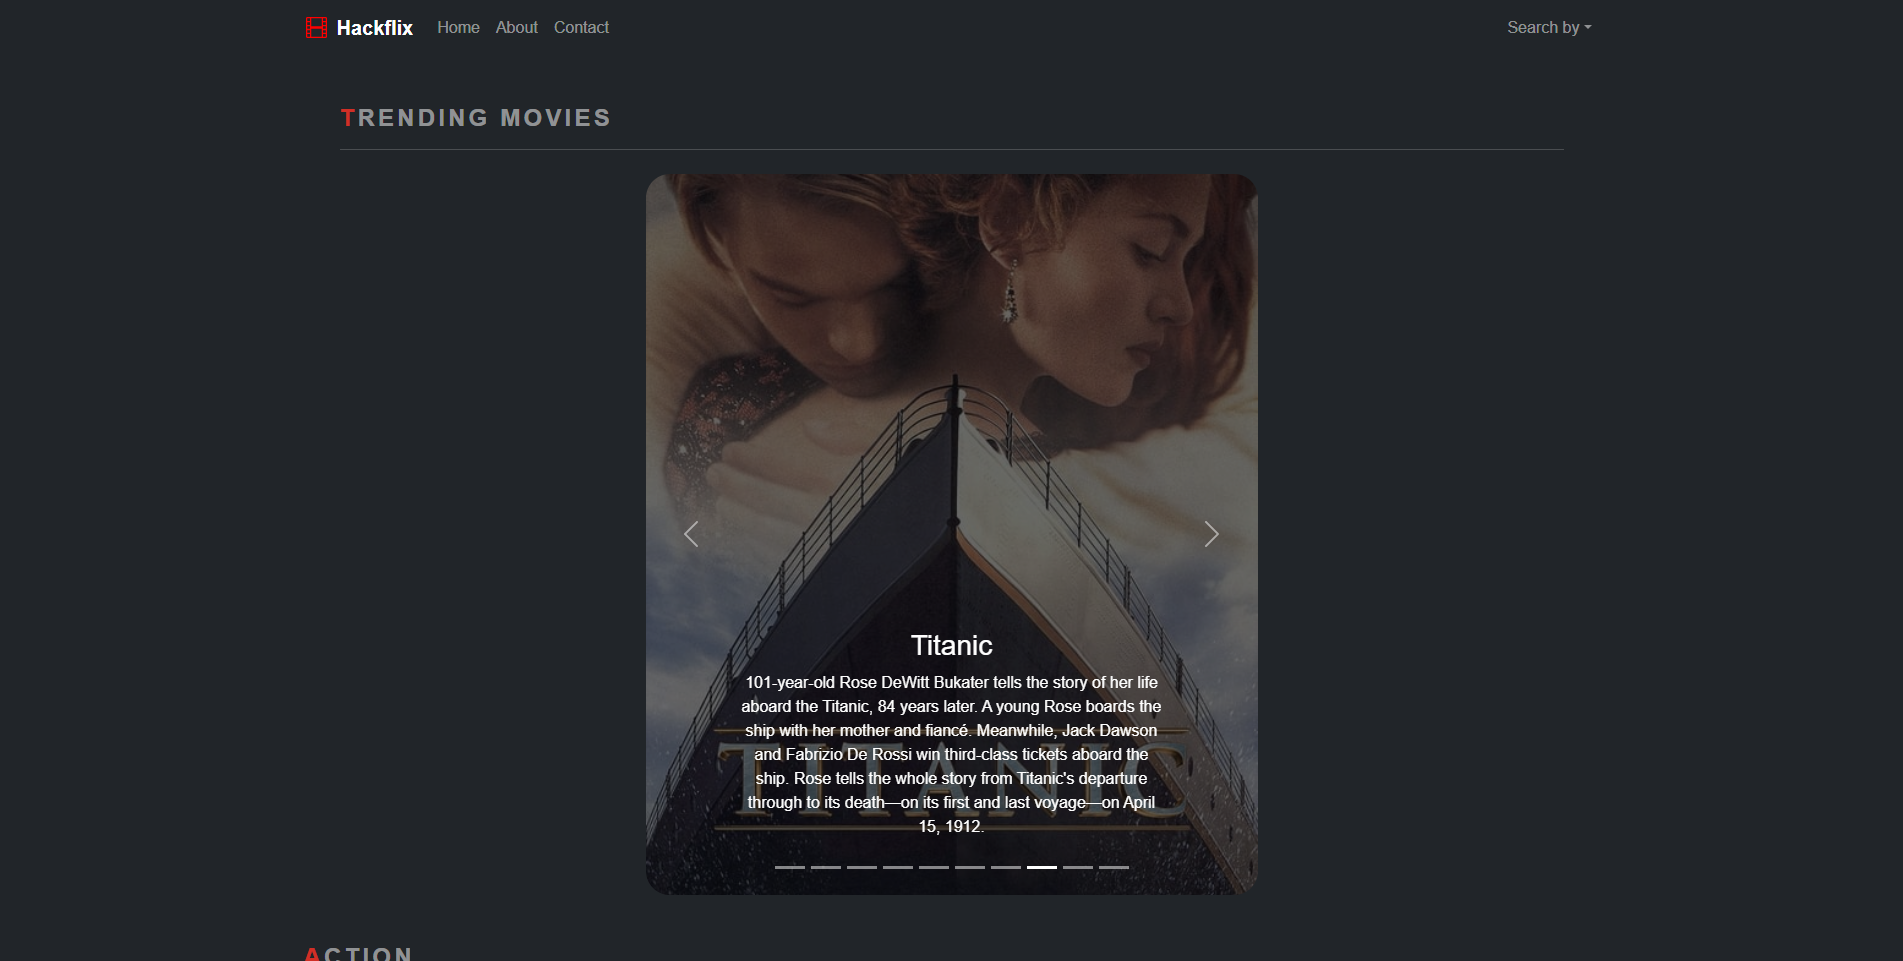 Hackflix
Home
About
Contact
Search by
TRENDING MOVIES
Titanic
101-year-old Rose DeWitt Bukater tells the story of her life
aboard the Titanic, 84 years later. A young Rose boards the
ship with her mother and fiancé. Meanwhile, Jack Dawson
and Fabrizio De Rossi win third-class tickets aboard the
ship. Rose tells the whole story from Titanic's departure
through to its death—on its first and last voyage—on April
15, 1912.
TITANIC
ACTION